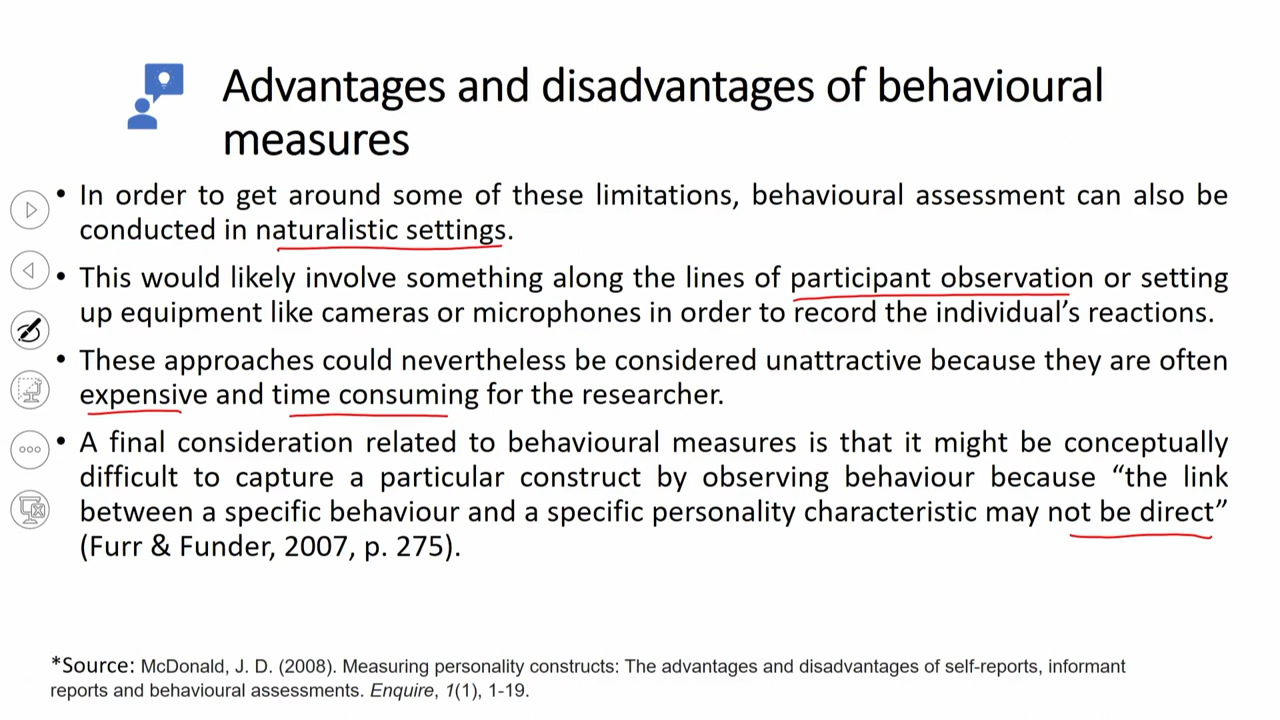 Advantages and disadvantages of behavioural
measures
• In order to get around some of these limitations, behavioural assessment can also be
conducted in naturalistic settings.
• This would likely involve something along the lines of participant observation or setting
up equipment like cameras or microphones in order to record the individual’s reactions.
• These approaches could nevertheless be considered unattractive because they are often
expensive and time consuming for the researcher.
• A final consideration related to behavioural measures is that it might be conceptually
difficult to capture a particular construct by observing behaviour because “the link
between a specific behaviour and a specific personality characteristic may not be direct”
(Furr & Funder, 2007, p. 275).
*Source: McDonald, J. D. (2008). Measuring personality constructs: The advantages and disadvantages of self-reports, informant
reports and behavioural assessments. Enquire, 1(1), 1-19.